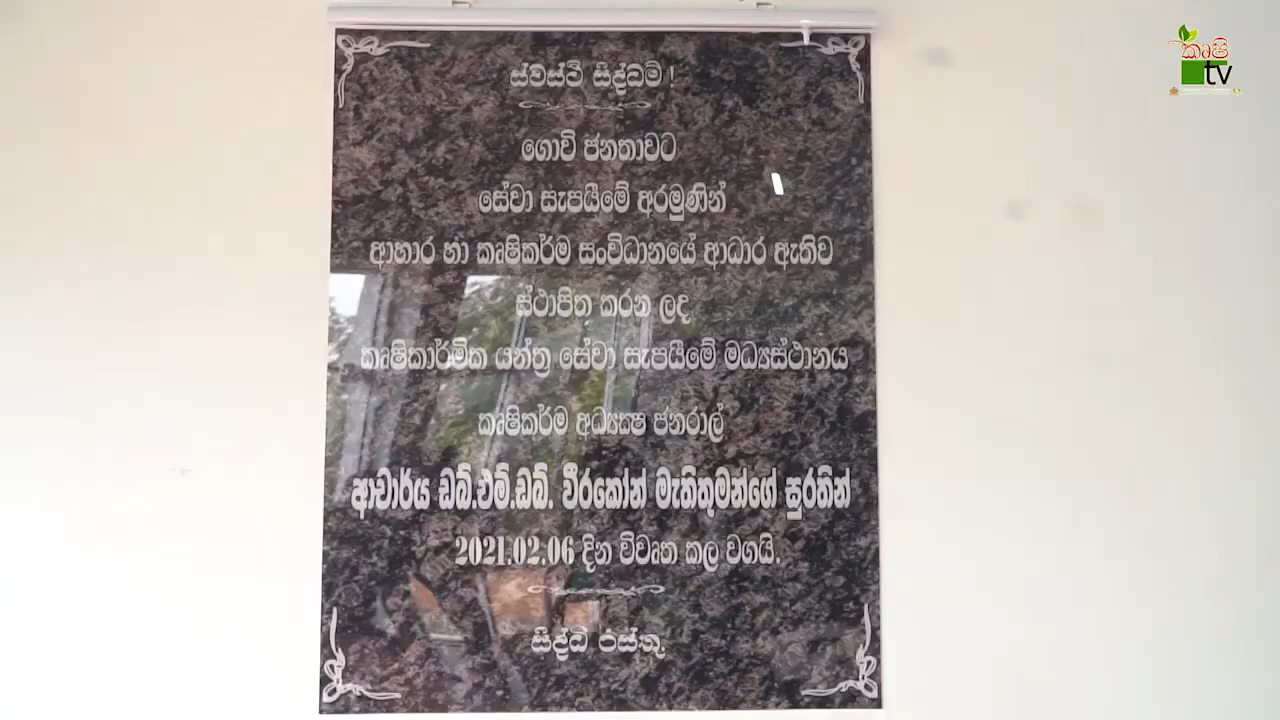 ස්වස්ති සිද්ධම් !
ගොවි ජනතාවට
සේවා සැපයීමේ අරමුණින්
ආහාර හා කෘෂිකර්ම සංවිධානයේ ආධාර ඇතිව
ස්ථාපිත කරන ලද
කෘෂිකාර්මික යන්ත්‍ර සේවා සැපයීමේ මධ්‍යස්ථානය
කෘෂිකර්ම අධ්‍යක්‍ෂ ජනරාල්
ආචාර්ය ඩබ්.එම්.ඩබ්. වීරකෝන් මැතිතුමන්ගේ සුරතින්
2021.02.06 දින විවෘත කල වගයි.
සිද්ධි රස්තු.
කෘෂි
tv